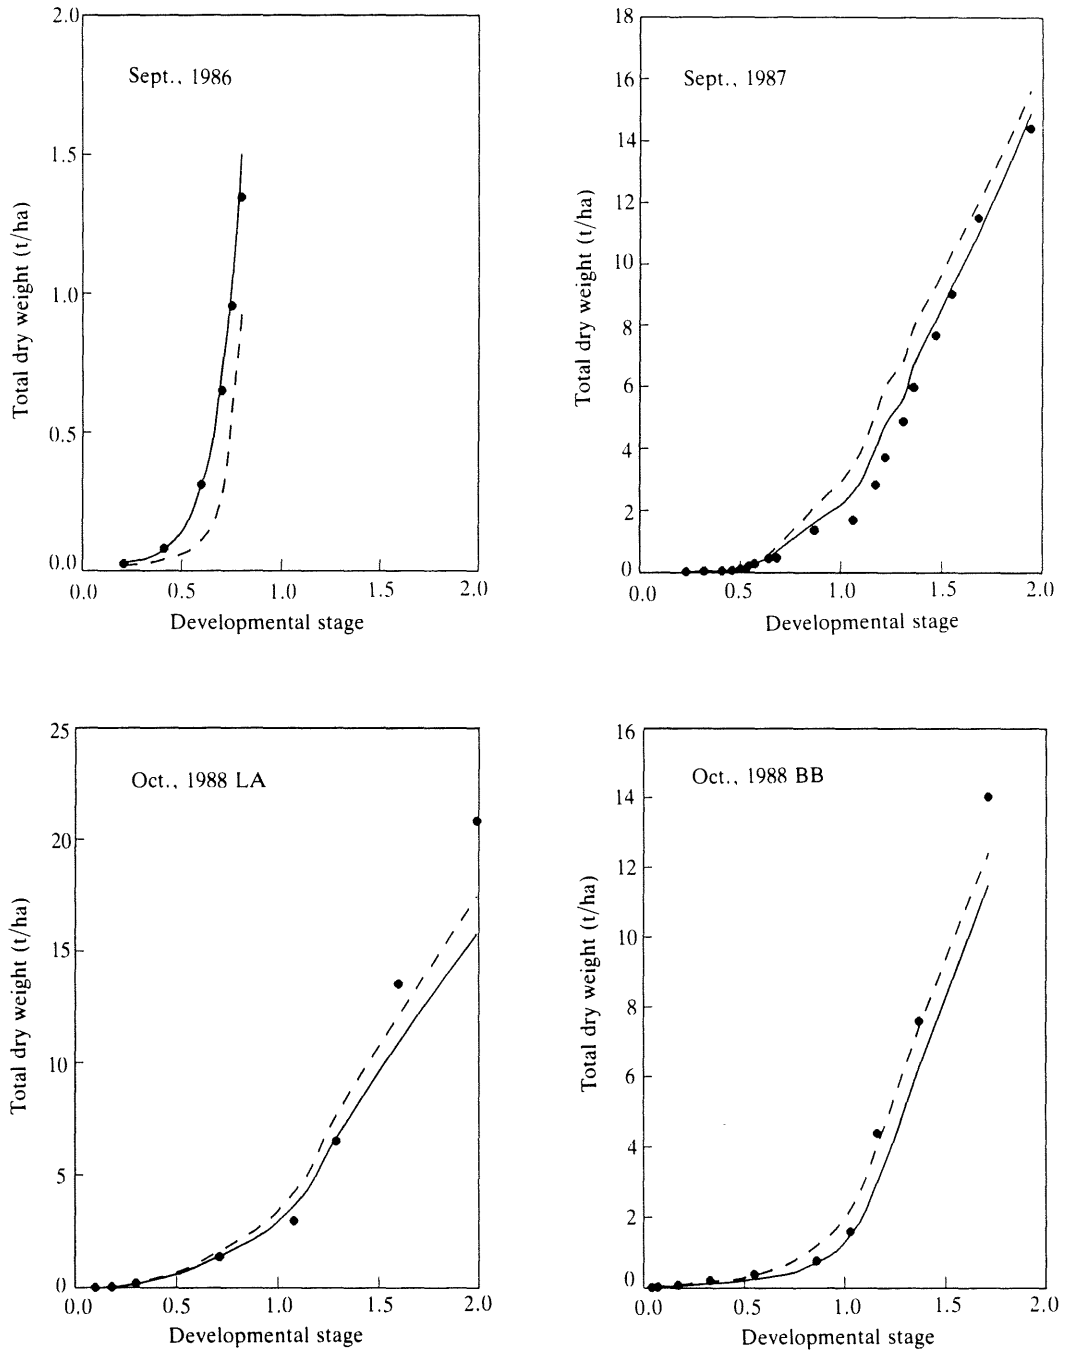 2.0
1.5
1.0
0.5
0.0
Sept., 1986
Total dry weight (t/ha)
0.0 0.5 1.0 1.5 2.0
Developmental stage
18
16
14
12
10
8
6
4
2
0
Sept., 1987
Total dry weight (t/ha)
0.0 0.5 1.0 1.5 2.0
Developmental stage
25
20
15
10
5
0
Oct., 1988 LA
Total dry weight (t/ha)
0.0 0.5 1.0 1.5 2.0
Developmental stage
16
14
12
10
8
6
4
2
0
Oct., 1988 BB
Total dry weight (t/ha)
0.0 0.5 1.0 1.5 2.0
Developmental stage